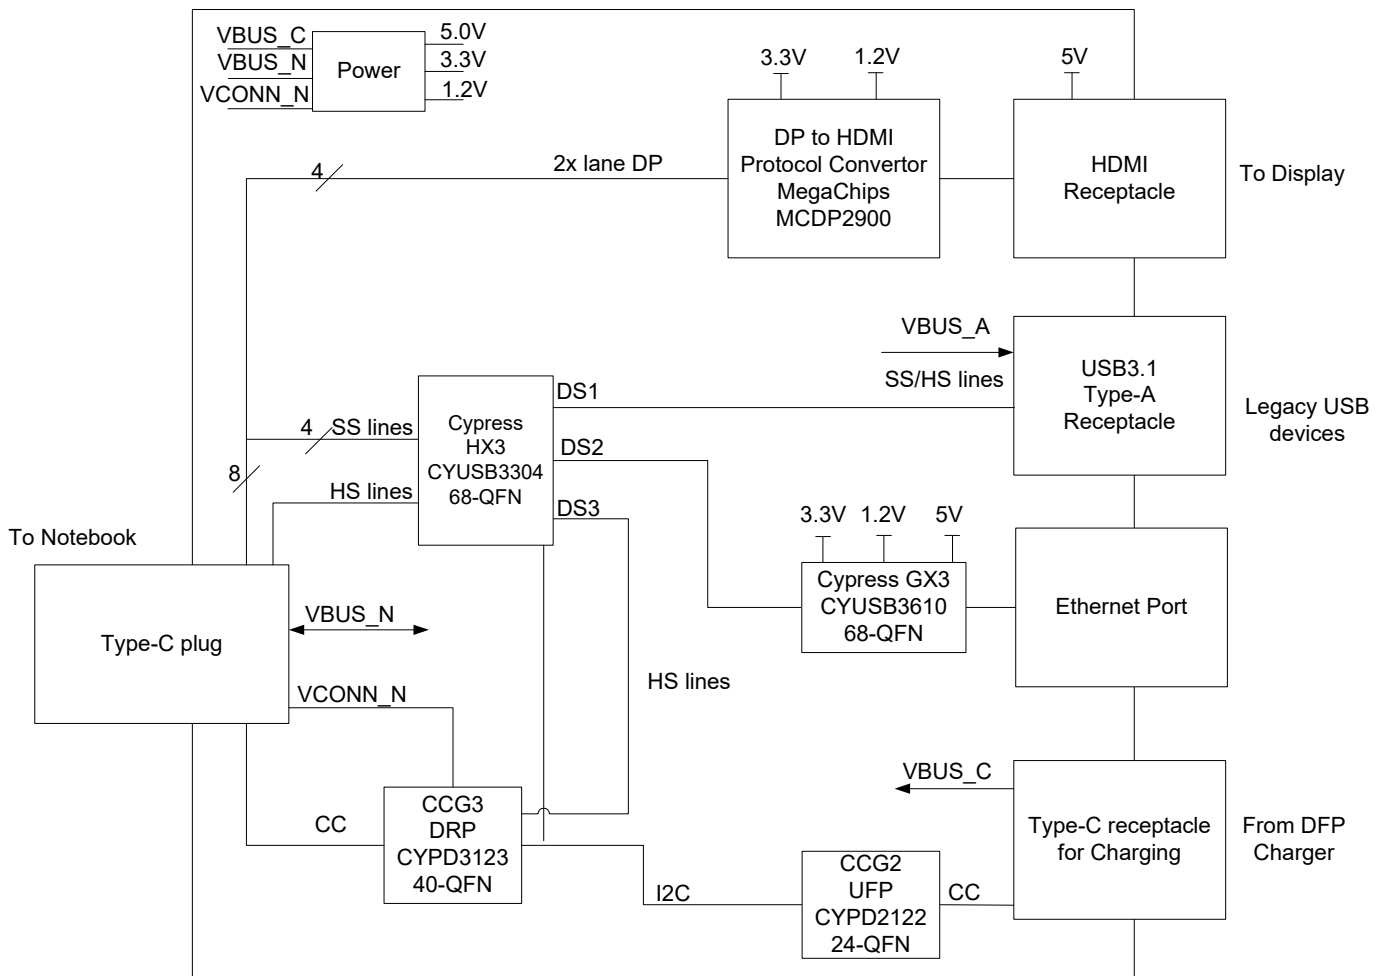 VBUS_C
VBUS_N
VCONN_N
Power
5.0V
3.3V
1.2V
3.3V
1.2V
5V
4
2x lane DP
DP to HDMI
Protocol Convertor
MegaChips
MCDP2900
HDMI
Receptacle
To Display
VBUS_A
SS/HS lines
USB3.1
Type-A
Receptacle
Legacy USB
devices
4
SS lines
8
HS lines
Cypress
HX3
CYUSB3304
68-QFN
DS1
DS2
DS3
3.3V
1.2V
5V
Cypress GX3
CYUSB3610
68-QFN
Ethernet Port
To Notebook
Type-C plug
VBUS_N
VCONN_N
HS lines
CC
CCG3
DRP
CYPD3123
40-QFN
I2C
CCG2
UFP
CYPD2122
24-QFN
CC
VBUS_C
Type-C receptacle
for Charging
From DFP
Charger